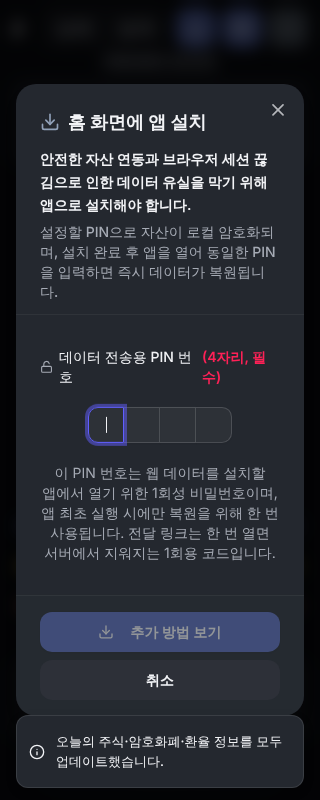 홈 화면에 앱 설치
안전한 자산 연동과 브라우저 세션 끊
김으로 인한 데이터 유실을 막기 위해
앱으로 설치해야 합니다.
설정할 PIN으로 자산이 로컬 암호화되
며, 설치 완료 후 앱을 열어 동일한 PIN
을 입력하면 즉시 데이터가 복원됩니
다.
데이터 전송용 PIN 번
호
(4자리, 필
수)
이 PIN 번호는 웹 데이터를 설치할
앱에서 열기 위한 1회성 비밀번호이며,
앱 최초 실행 시에만 복원을 위해 한 번
사용됩니다. 전달 링크는 한 번 열면
서버에서 지워지는 1회용 코드입니다.
추가 방법 보기
취소
오늘의 주식·암호화폐·환율 정보를 모두
업데이트했습니다.